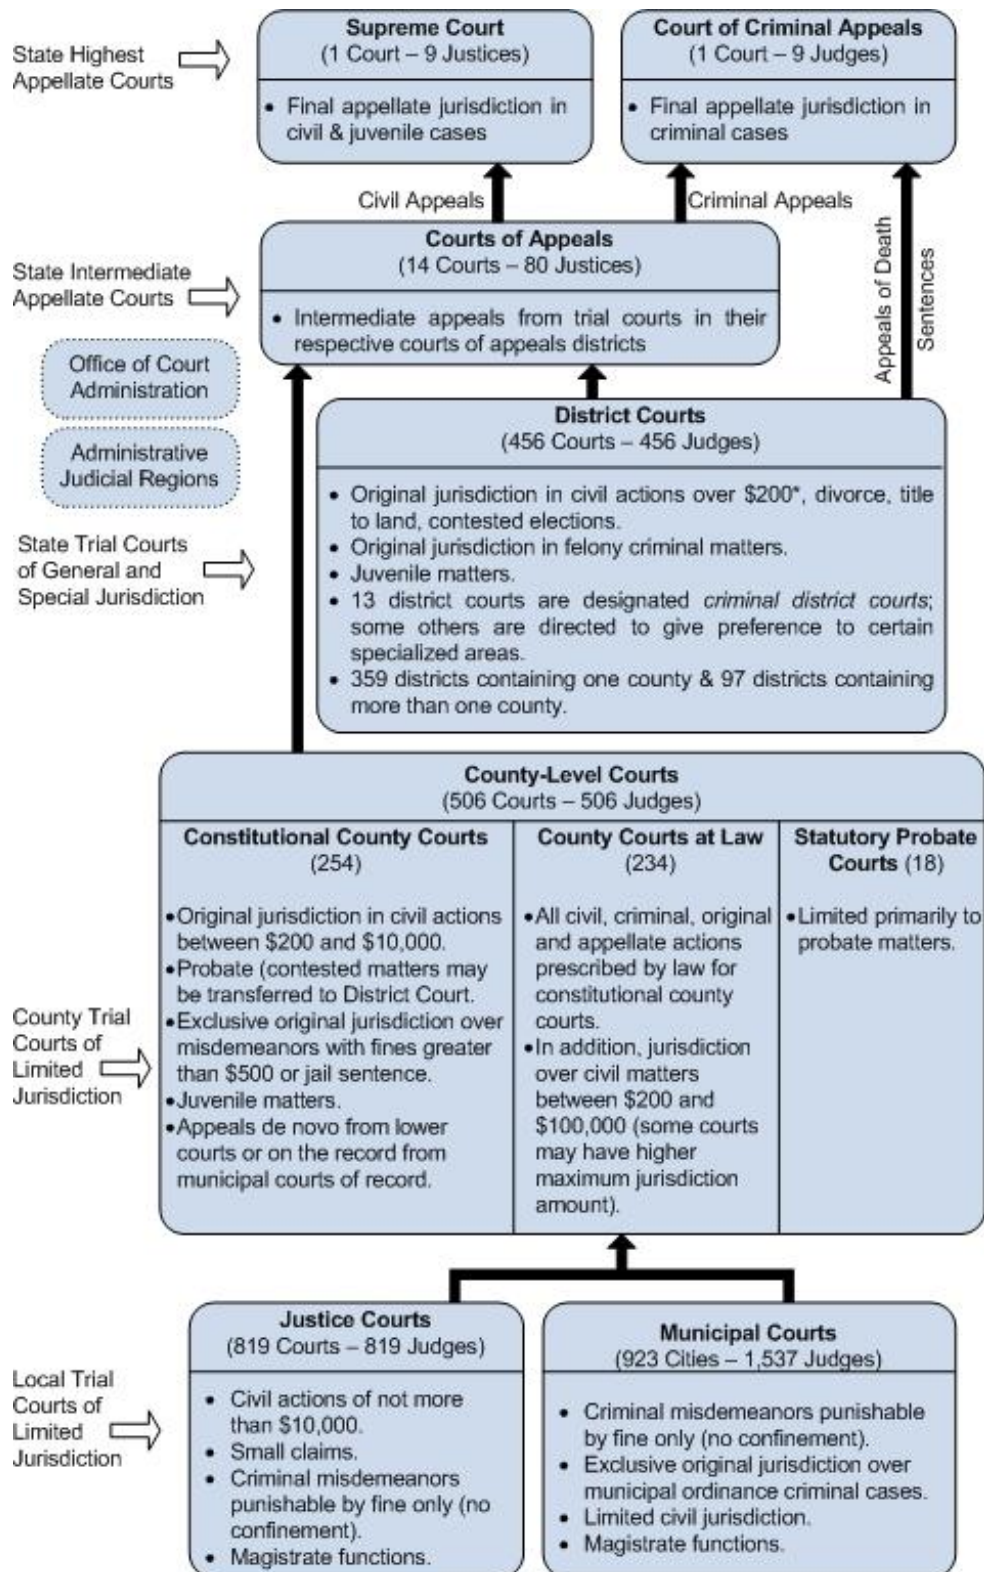 State Highest
Appellate Courts
Supreme Court
(1 Court – 9 Justices)
• Final appellate jurisdiction in
civil & juvenile cases
Court of Criminal Appeals
(1 Court – 9 Judges)
• Final appellate jurisdiction in
criminal cases
Civil Appeals
Criminal Appeals
Appeals of Death
Sentences
State Intermediate
Appellate Courts
Courts of Appeals
(14 Courts – 80 Justices)
• Intermediate appeals from trial courts in their
respective courts of appeals districts
Office of Court
Administration
Administrative
Judicial Regions
State Trial Courts
of General and
Special Jurisdiction
District Courts
(456 Courts – 456 Judges)
• Original jurisdiction in civil actions over $200*, divorce, title
to land, contested elections.
• Original jurisdiction in felony criminal matters.
• Juvenile matters.
• 13 district courts are designated criminal district courts;
some others are directed to give preference to certain
specialized areas.
• 359 districts containing one county & 97 districts containing
more than one county.
County Trial
Courts of
Limited
Jurisdiction
County-Level Courts
(506 Courts – 506 Judges)
Constitutional County Courts
(254)
• Original jurisdiction in civil actions
between $200 and $10,000.
• Probate (contested matters may
be transferred to District Court.
• Exclusive original jurisdiction over
misdemeanors with fines greater
than $500 or jail sentence.
• Juvenile matters.
• Appeals de novo from lower
courts or on the record from
municipal courts of record.
County Courts at Law
(234)
• All civil, criminal, original
and appellate actions
prescribed by law for
constitutional county
courts.
• In addition, jurisdiction
over civil matters
between $200 and
$100,000 (some courts
may have higher
maximum jurisdiction
amount).
Statutory Probate
Courts (18)
• Limited primarily to
probate matters.
Local Trial
Courts of
Limited
Jurisdiction
Justice Courts
(819 Courts – 819 Judges)
• Civil actions of not more
than $10,000.
• Small claims.
• Criminal misdemeanors
punishable by fine only (no
confinement).
• Magistrate functions.
Municipal Courts
(923 Cities – 1,537 Judges)
• Criminal misdemeanors punishable
by fine only (no confinement).
• Exclusive original jurisdiction over
municipal ordinance criminal cases.
• Limited civil jurisdiction.
• Magistrate functions.